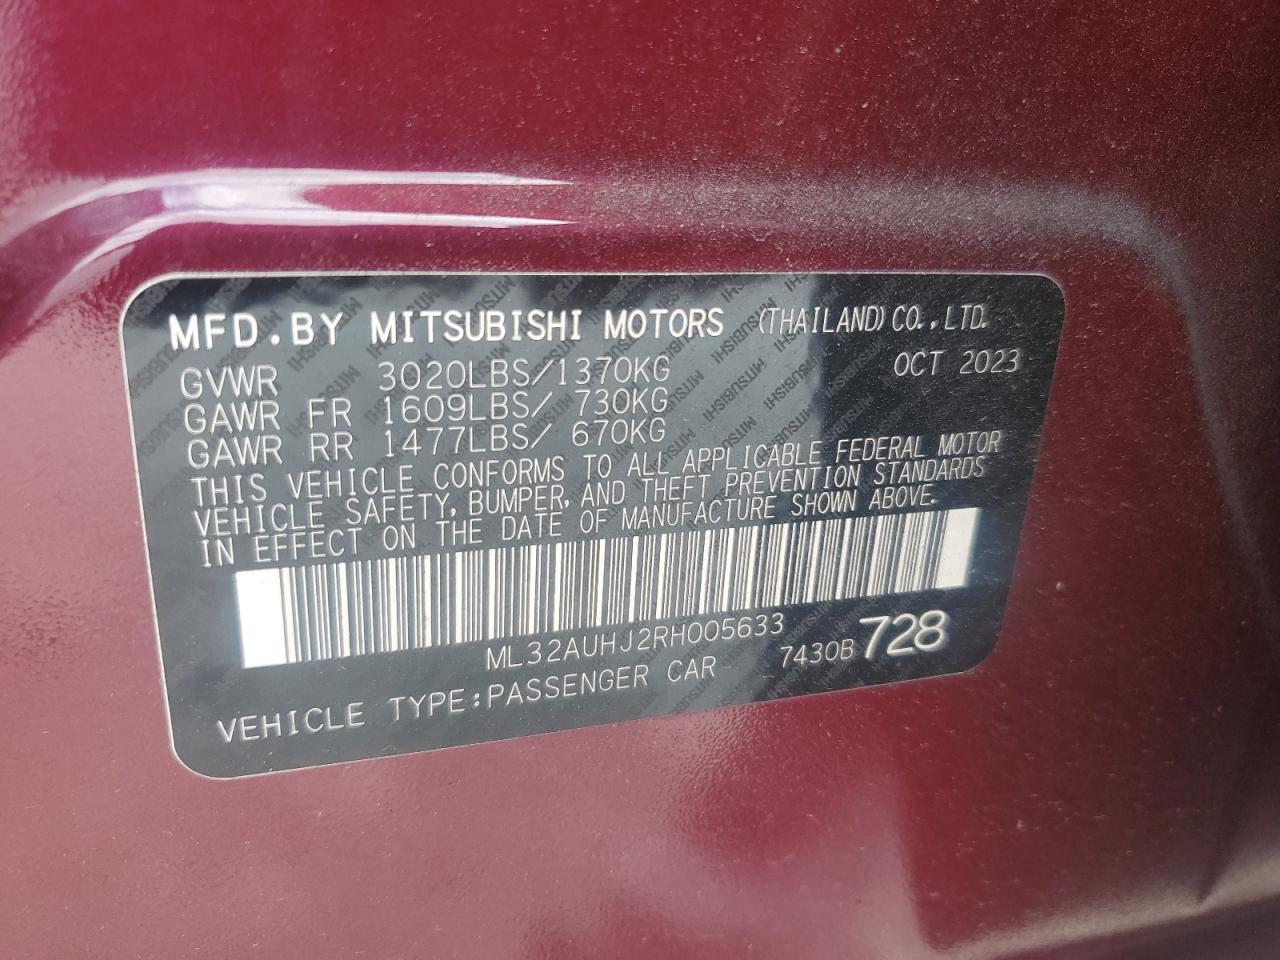 MFD.BY MITSUBISHI MOTORS (THAILAND)CO.,LTD.
GVWR 3020LBS/1370KG OCT 2023
GAWR FR 1609LBS/ 730KG
GAWR RR 1477LBS/ 670KG
THIS VEHICLE CONFORMS TO ALL APPLICABLE FEDERAL MOTOR
VEHICLE SAFETY, BUMPER, AND THEFT PREVENTION STANDARDS
IN EFFECT ON THE DATE OF MANUFACTURE SHOWN ABOVE.
ML32AUHJ2RH005633 7430B 728
VEHICLE TYPE:PASSENGER CAR